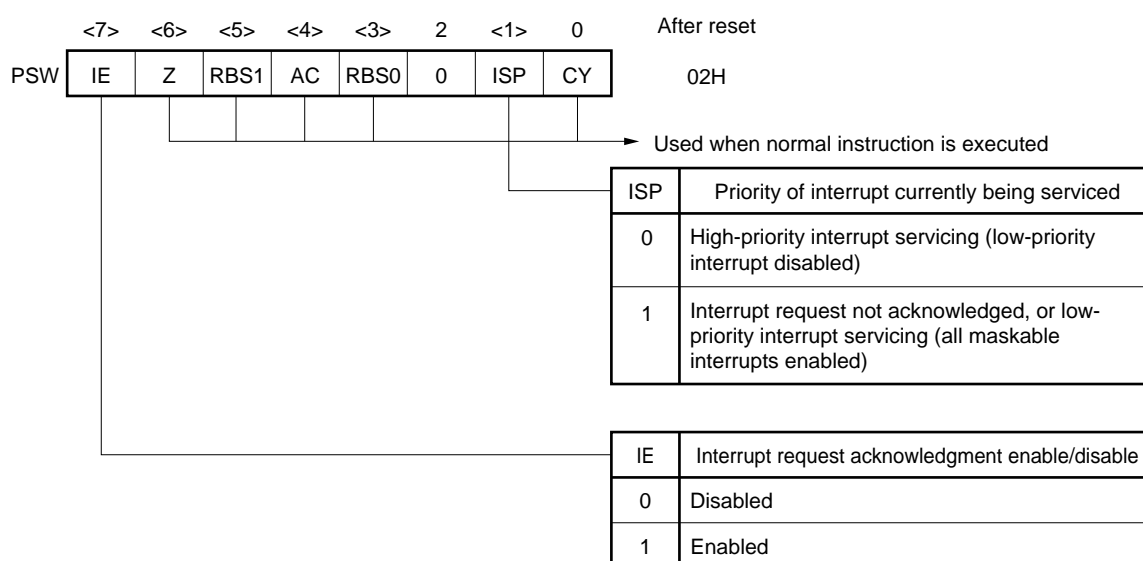 <7> <6> <5> <4> <3> 2 <1> 0 After reset
PSW IE Z RBS1 AC RBS0 0 ISP CY 02H
Used when normal instruction is executed
ISP Priority of interrupt currently being serviced
0 High-priority interrupt servicing (low-priority
interrupt disabled)
1 Interrupt request not acknowledged, or low-
priority interrupt servicing (all maskable
interrupts enabled)
IE Interrupt request acknowledgment enable/disable
0 Disabled
1 Enabled